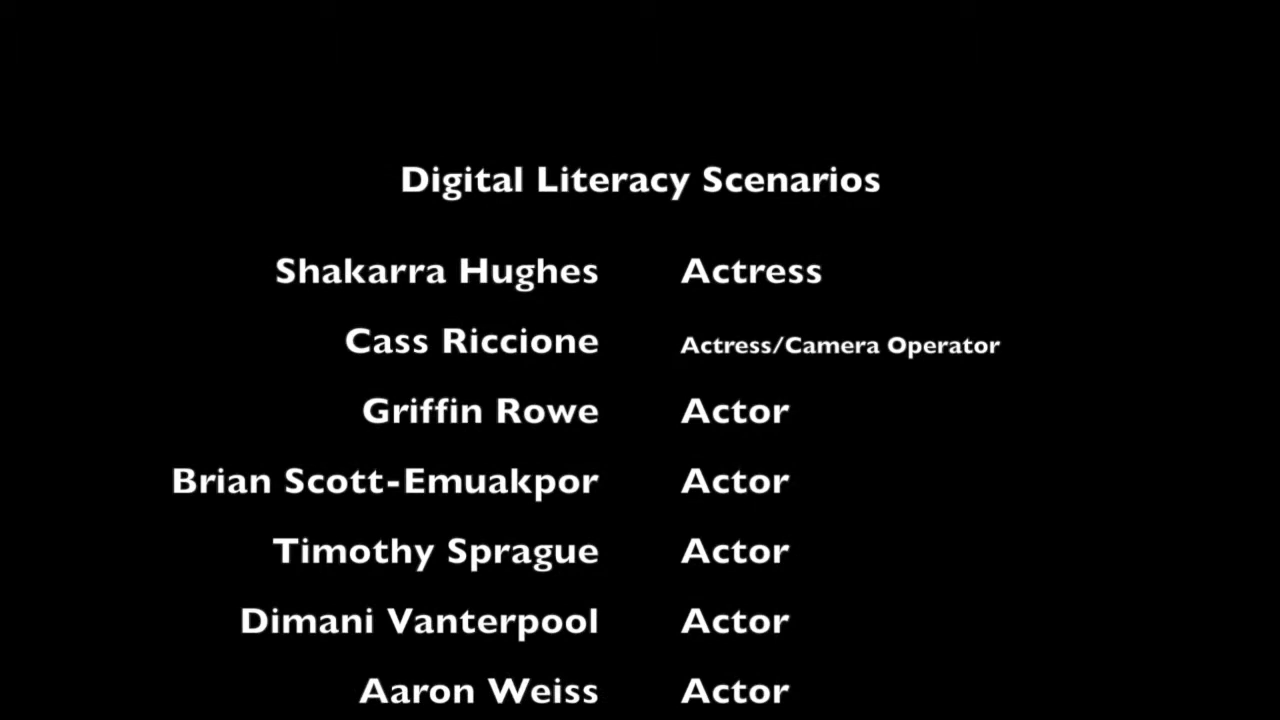 Digital Literacy Scenarios
Shakarra Hughes Actress
Cass Riccione Actress/Camera Operator
Griffin Rowe Actor
Brian Scott-Emuakpor Actor
Timothy Sprague Actor
Dimani Vanterpool Actor
Aaron Weiss Actor